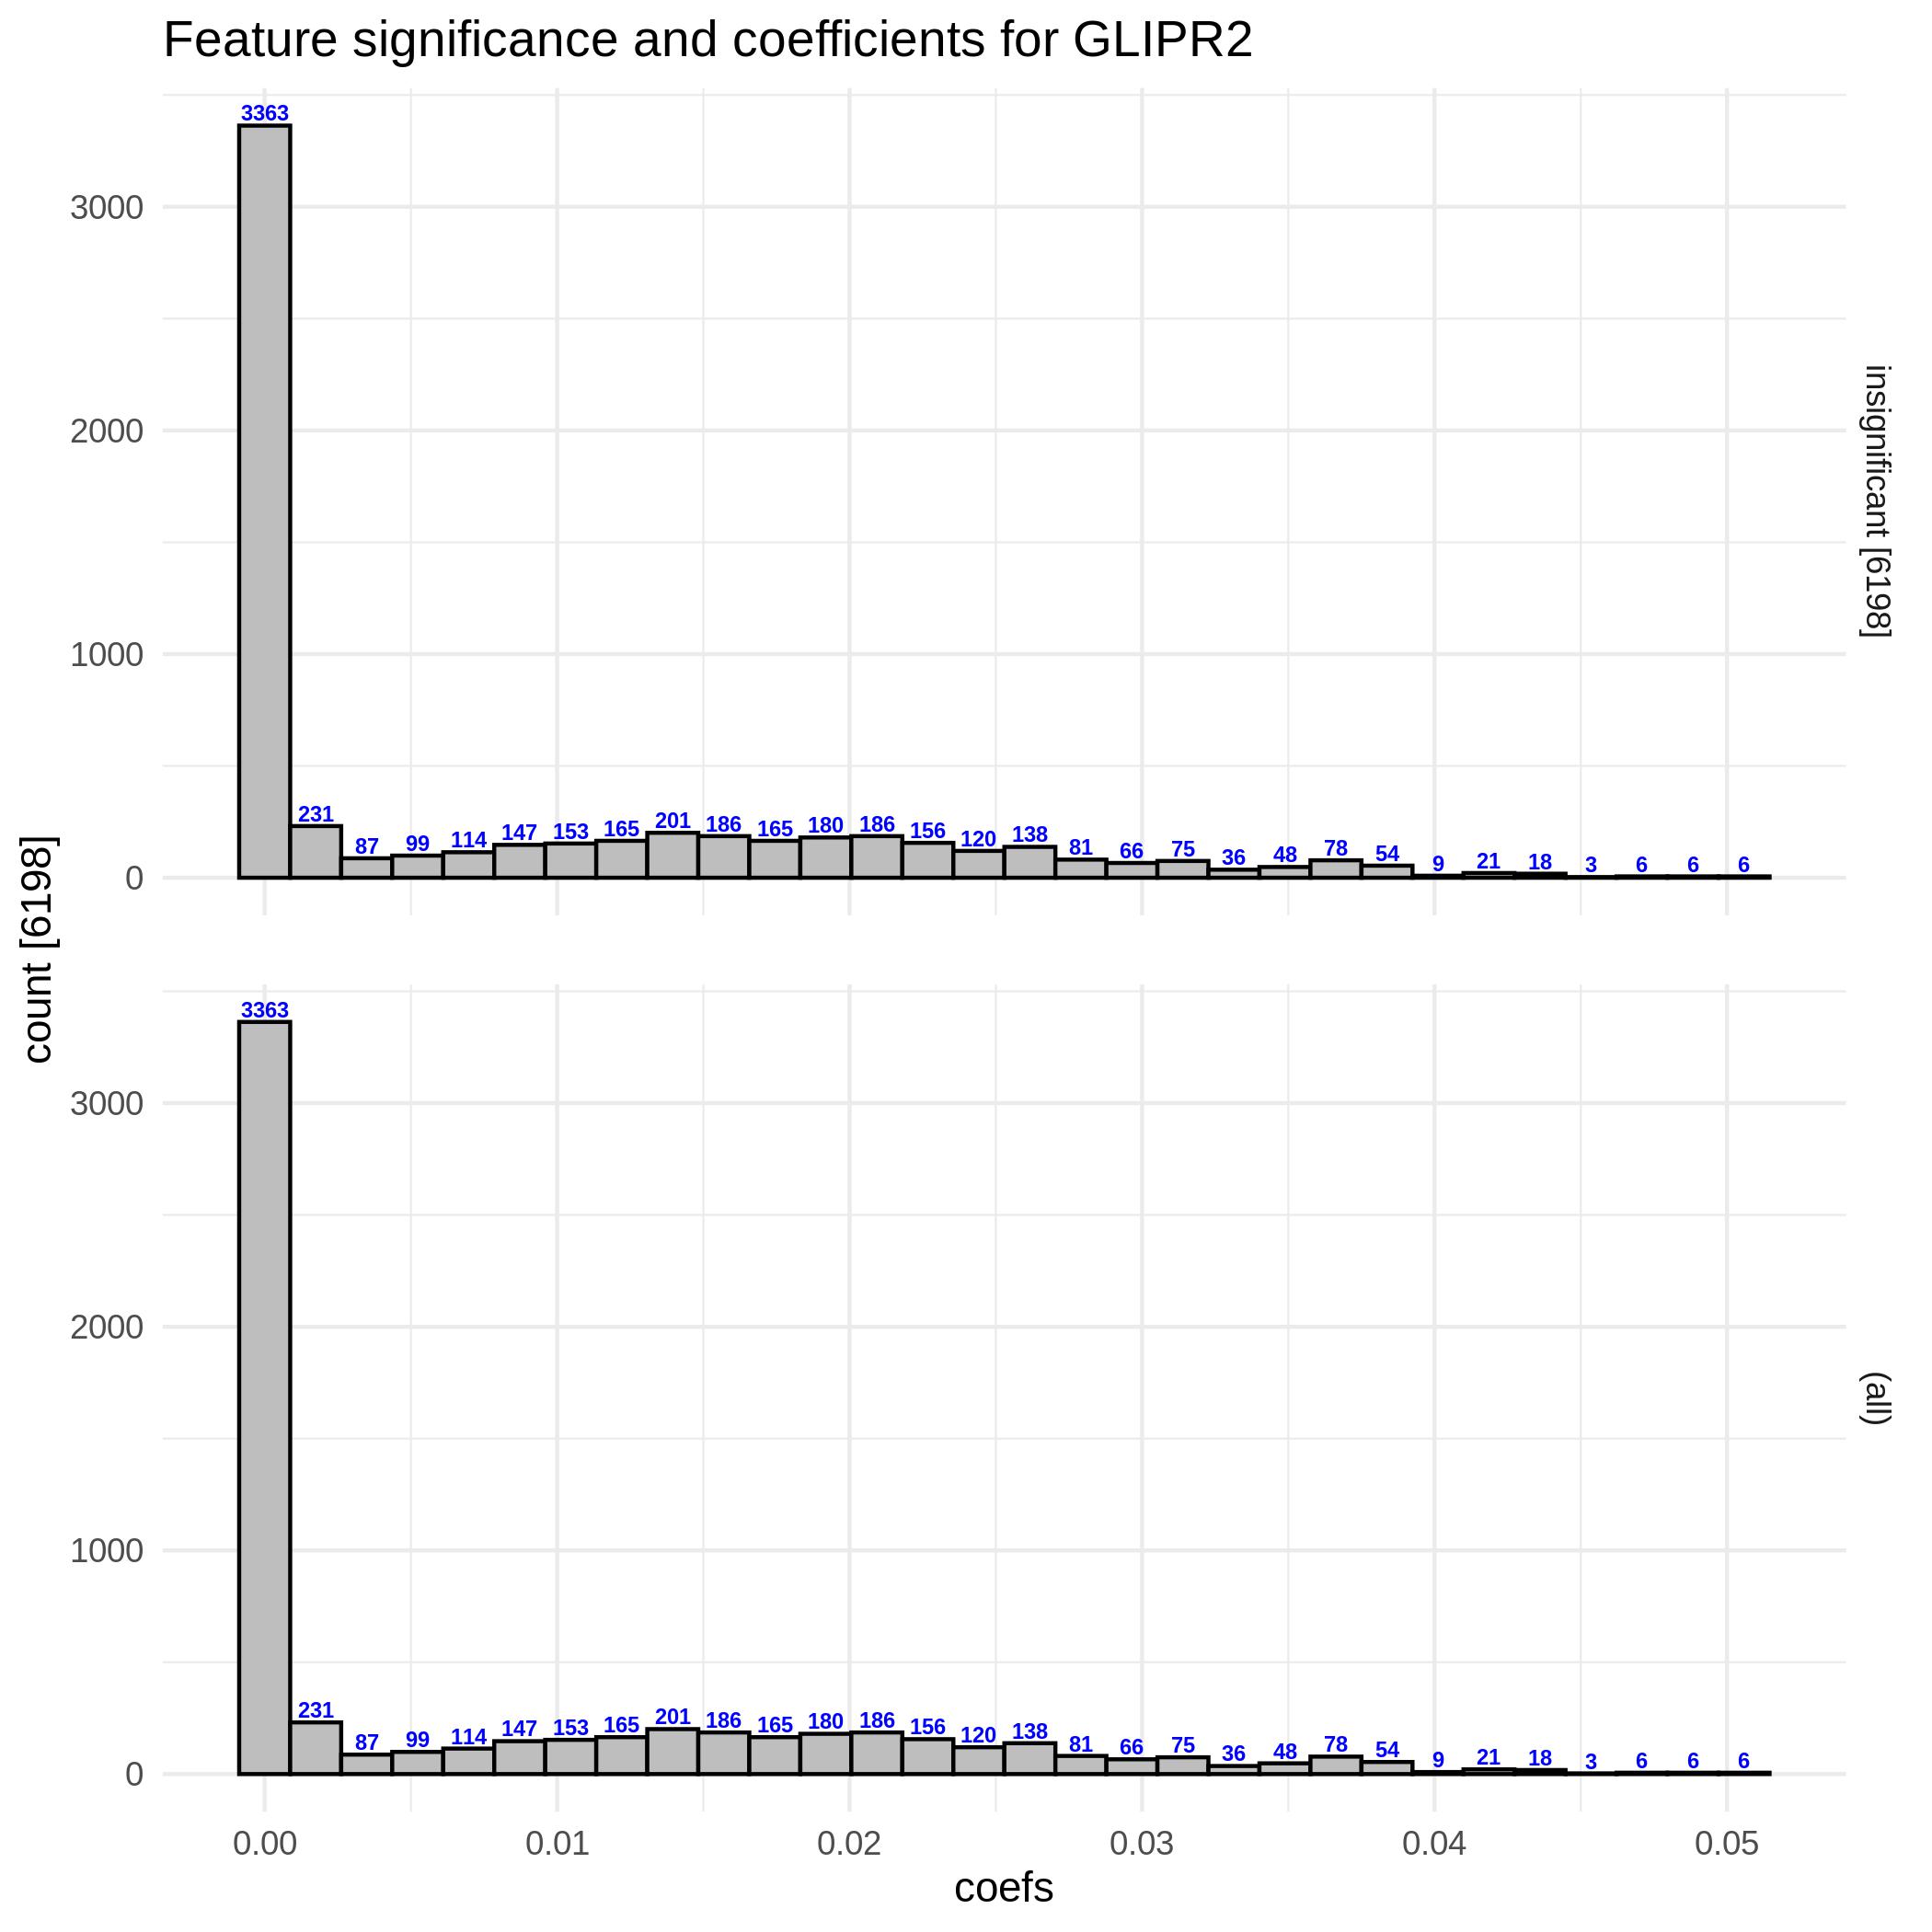 Feature significance and coefficients for GLIPR2
3363
3000
2000
1000
0
231 87 99 114 147 153 165 201 186 165 180 186 156 120 138 81 66 75 36 48 78 54 9 21 18 3 6 6 6
insignificant [6198]
count [6198]
3363
3000
2000
1000
0
231 87 99 114 147 153 165 201 186 165 180 186 156 120 138 81 66 75 36 48 78 54 9 21 18 3 6 6 6
(all)
0.00 0.01 0.02 0.03 0.04 0.05
coefs